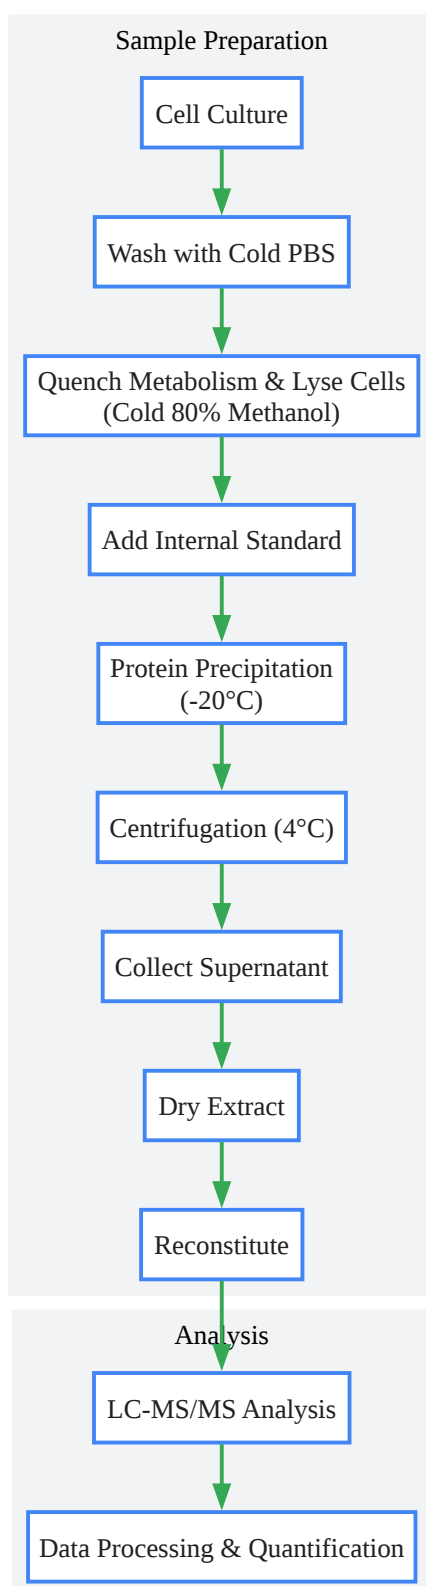 Sample Preparation
Cell Culture
Wash with Cold PBS
Quench Metabolism & Lyse Cells
(Cold 80% Methanol)
Add Internal Standard
Protein Precipitation
(-20°C)
Centrifugation (4°C)
Collect Supernatant
Dry Extract
Reconstitute
Analysis
LC-MS/MS Analysis
Data Processing & Quantification